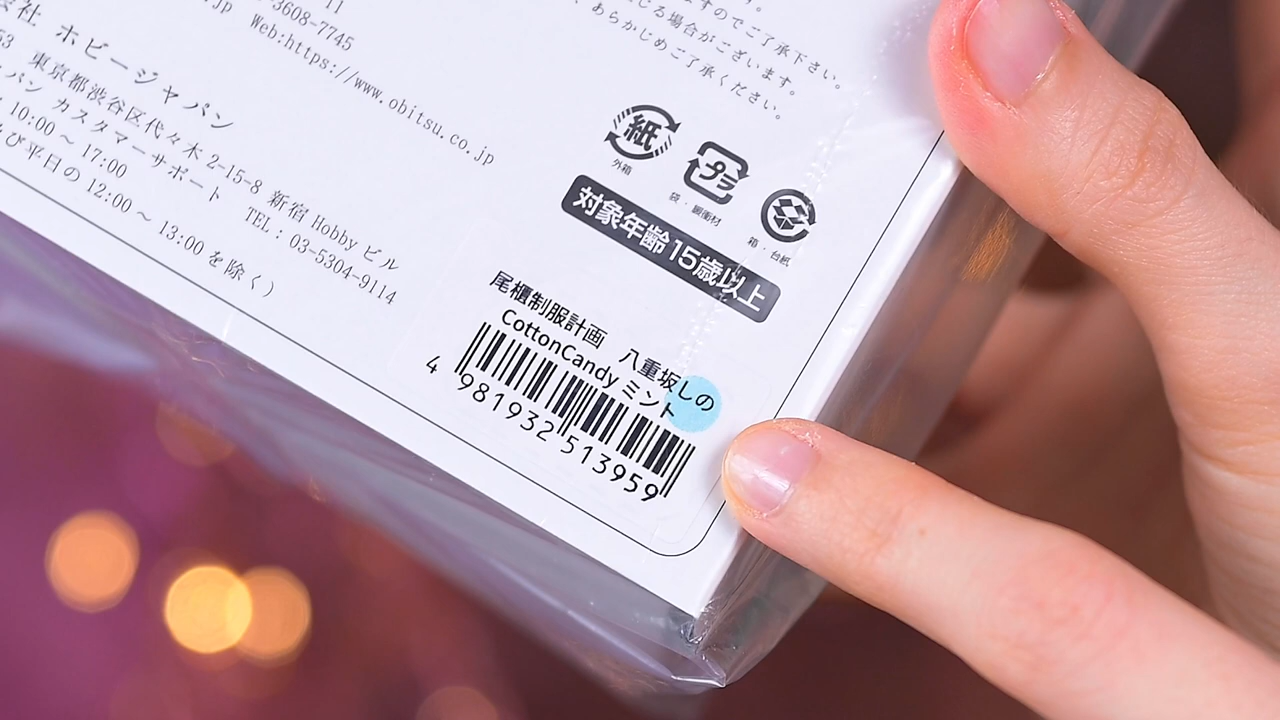 11
-3608-7745
.jp Web:https://www.obitsu.co.jp
社 ホビージャパン
53 東京都渋谷区代々木 2-15-8 新宿 Hobby ビル
パン カスタマーサポート TEL : 03-5304-9114
10:00 ~ 17:00
び平日の 12:00 ~ 13:00 を除く)
すのでご了承下さい。
じる場合がございます。
、あらかじめご了承ください。
紙
外箱
プラ
袋・緩衝材
箱・台紙
対象年齢15歳以上
尾櫃制服計画 八重坂しの
CottonCandy ミント
4 981932 513959